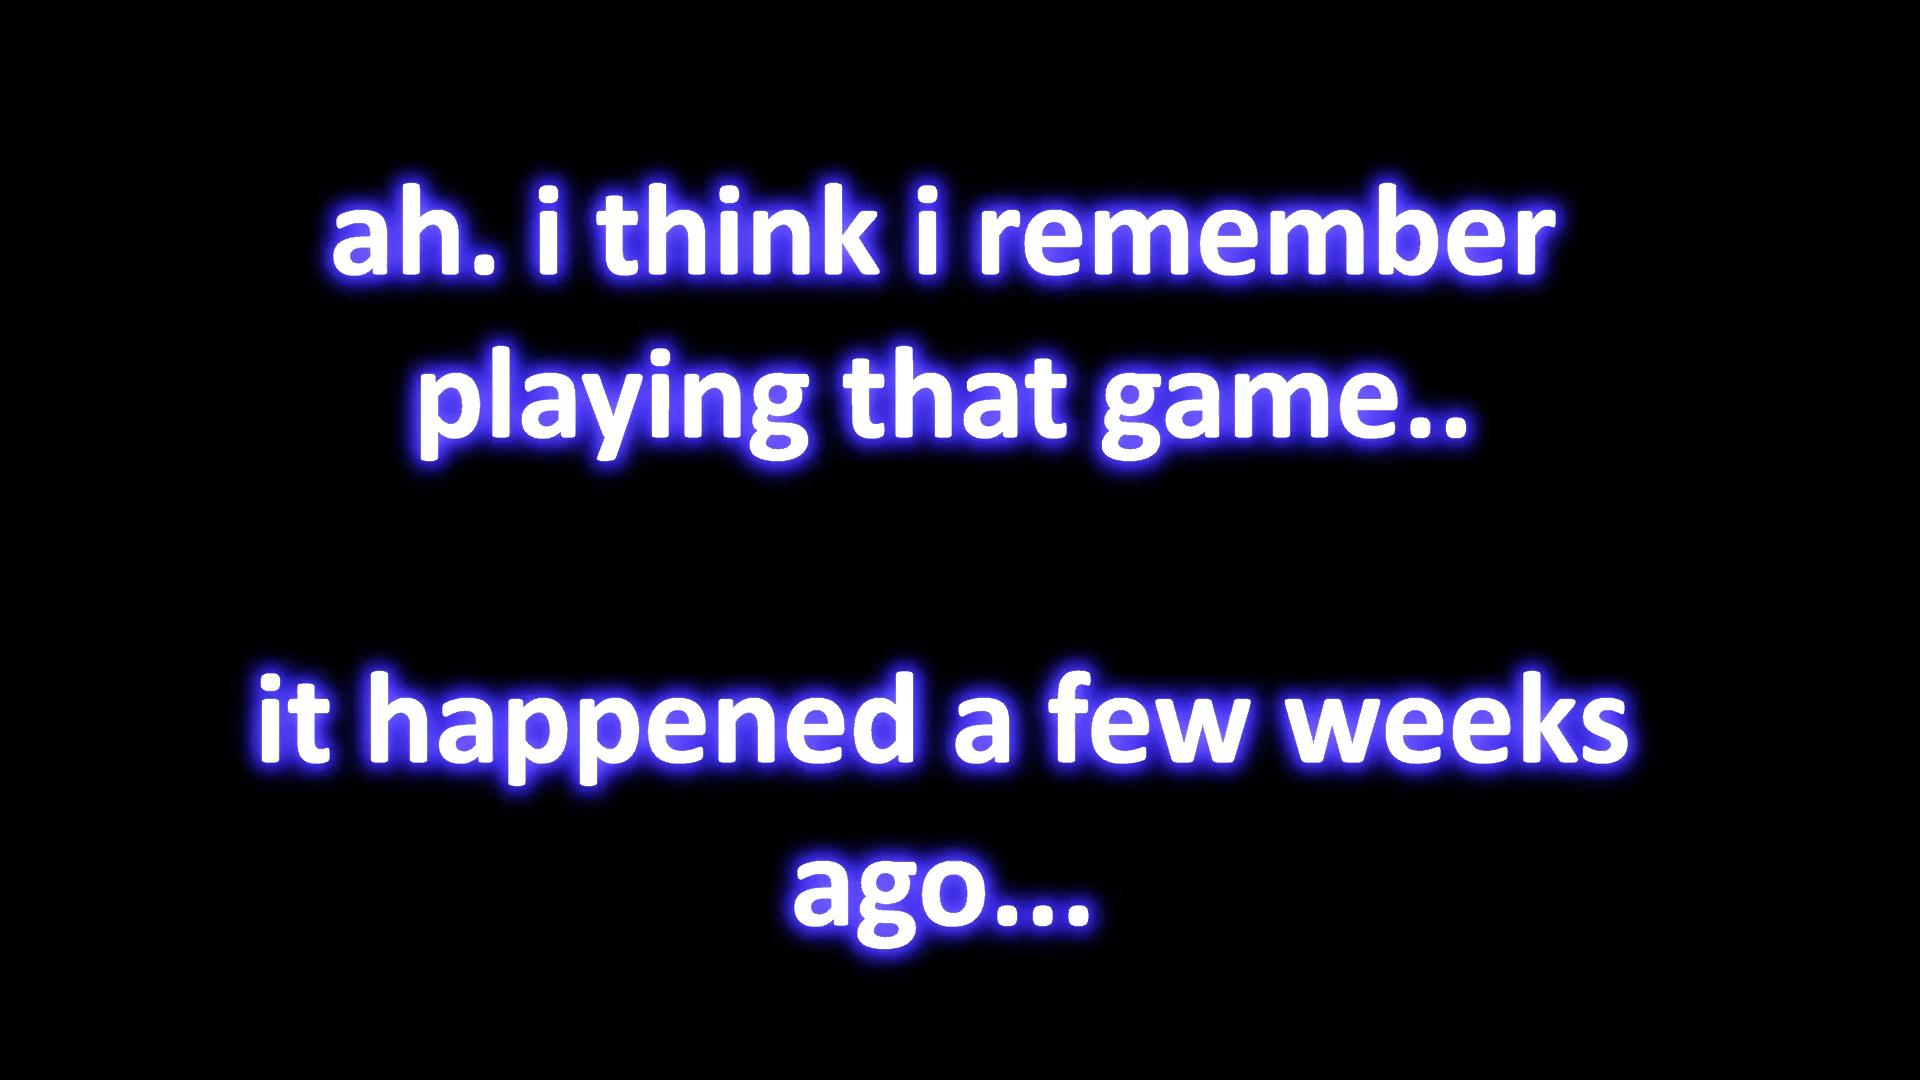 ah. i think i remember
playing that game..
it happened a few weeks
ago...